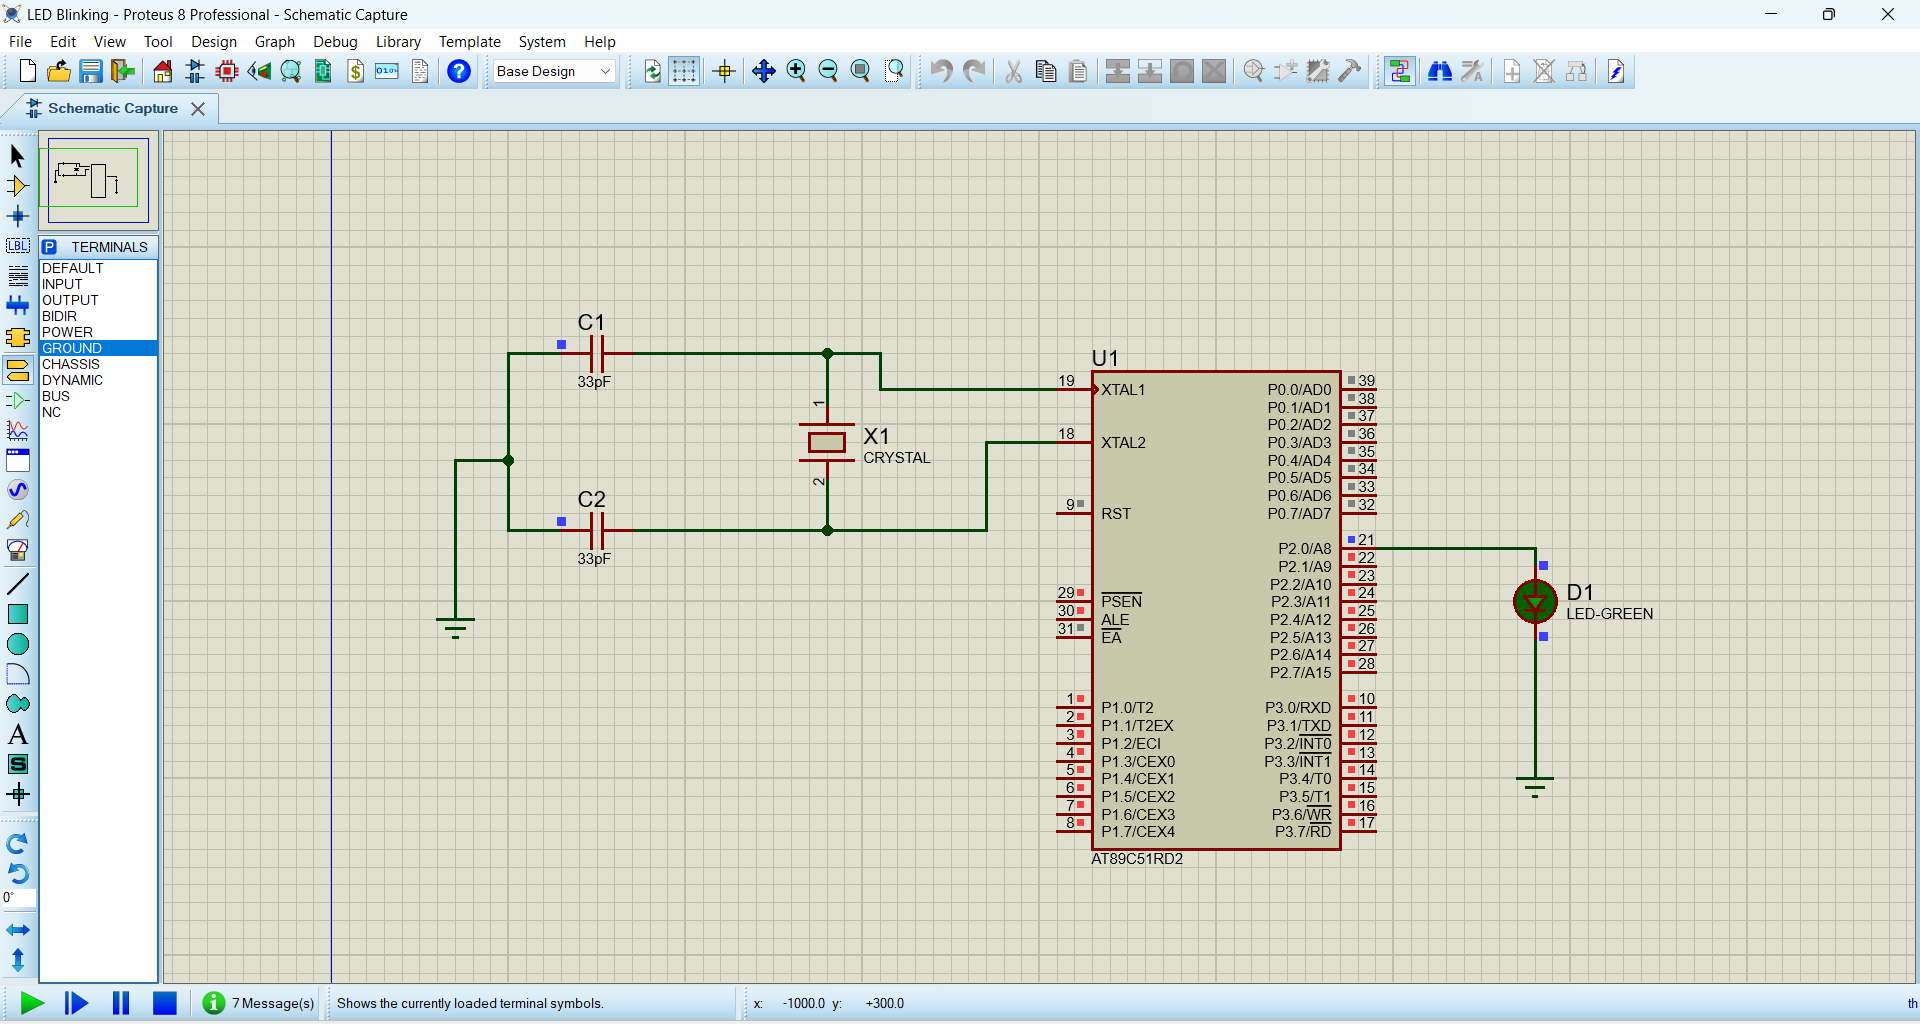 LED Blinking - Proteus 8 Professional - Schematic Capture
File Edit View Tool Design Graph Debug Library Template System Help
Base Design
Schematic Capture
P TERMINALS
DEFAULT
INPUT
OUTPUT
BIDIR
POWER
GROUND
CHASSIS
DYNAMIC
BUS
NC
LBL
A
S
0°
C1
33pF
C2
33pF
1
X1
CRYSTAL
2
U1
19 XTAL1
18 XTAL2
9 RST
29 PSEN
30 ALE
31 EA
1 P1.0/T2
2 P1.1/T2EX
3 P1.2/ECI
4 P1.3/CEX0
5 P1.4/CEX1
6 P1.5/CEX2
7 P1.6/CEX3
8 P1.7/CEX4
P0.0/AD0 39
P0.1/AD1 38
P0.2/AD2 37
P0.3/AD3 36
P0.4/AD4 35
P0.5/AD5 34
P0.6/AD6 33
P0.7/AD7 32
P2.0/A8 21
P2.1/A9 22
P2.2/A10 23
P2.3/A11 24
P2.4/A12 25
P2.5/A13 26
P2.6/A14 27
P2.7/A15 28
P3.0/RXD 10
P3.1/TXD 11
P3.2/INT0 12
P3.3/INT1 13
P3.4/T0 14
P3.5/T1 15
P3.6/WR 16
P3.7/RD 17
AT89C51RD2
D1
LED-GREEN
7 Message(s) Shows the currently loaded terminal symbols. x: -1000.0 y: +300.0 th